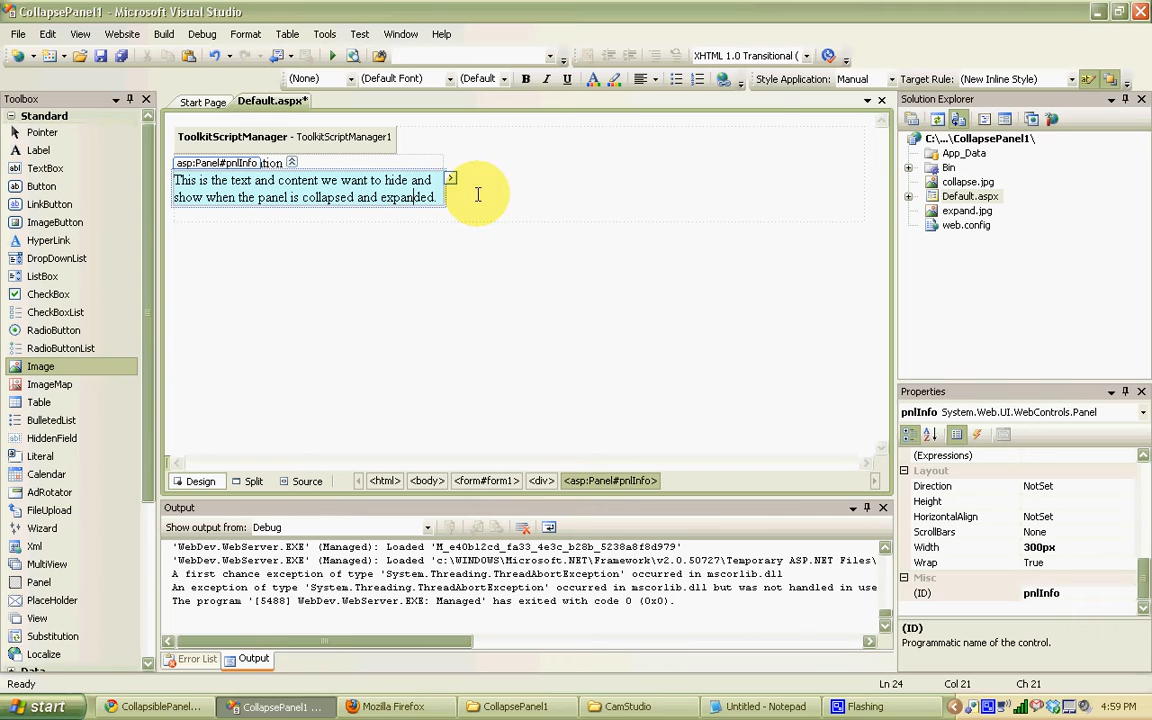 CollapsePanel1 - Microsoft Visual Studio
File Edit View Website Build Debug Format Table Tools Test Window Help
XHTML 1.0 Transitional (
(None) (Default Font) (Default B I U A Style Application: Manual Target Rule: (New Inline Style)
Toolbox
Standard
Pointer
Label
TextBox
Button
LinkButton
ImageButton
HyperLink
DropDownList
ListBox
CheckBox
CheckBoxList
RadioButton
RadioButtonList
Image
ImageMap
Table
BulletedList
HiddenField
Literal
Calendar
AdRotator
FileUpload
Wizard
Xml
MultiView
Panel
PlaceHolder
View
Substitution
Localize
Start Page Default.aspx*
ToolkitScriptManager - ToolkitScriptManager1
asp:Panel#pnlInfo
This is the text and content we want to hide and
show when the panel is collapsed and expanded.
Design Split Source <html> <body> <form#form1> <div> <asp:Panel#pnlInfo>
Output
Show output from: Debug
'WebDev.WebServer.EXE' (Managed): Loaded 'M_e40b12cd_fa33_4e3c_b28b_5238a8f8d979'
'WebDev.WebServer.EXE' (Managed): Loaded 'c:\WINDOWS\Microsoft.NET\Framework\v2.0.50727\Temporary ASP.NET Files\
A first chance exception of type 'System.Threading.ThreadAbortException' occurred in mscorlib.dll
An exception of type 'System.Threading.ThreadAbortException' occurred in mscorlib.dll but was not handled in use
The program '[5488] WebDev.WebServer.EXE: Managed' has exited with code 0 (0x0).
Error List Output
Solution Explorer
C:\...\CollapsePanel1\
App_Data
Bin
collapse.jpg
Default.aspx
expand.jpg
web.config
Properties
pnlInfo System.Web.UI.WebControls.Panel
(Expressions)
Layout
Direction NotSet
Height
HorizontalAlign NotSet
ScrollBars None
Width 300px
Wrap True
Misc
(ID) pnlInfo
(ID)
Programmatic name of the control.
Ready Ln 24 Col 21 Ch 21
start CollapsiblePanelE... CollapsePanel1 ... Mozilla Firefox CollapsePanel1 CamStudio Untitled - Notepad Flashing 4:59 PM